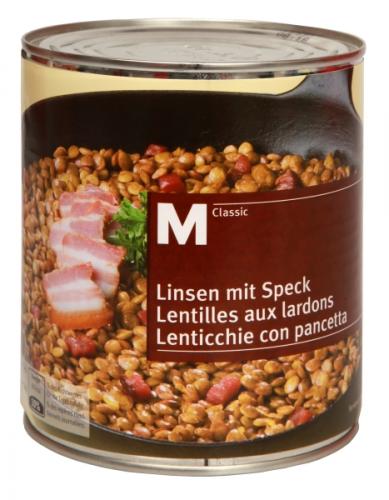 M
Classic
Linsen mit Speck
Lentilles aux lardons
Lenticchie con pancetta